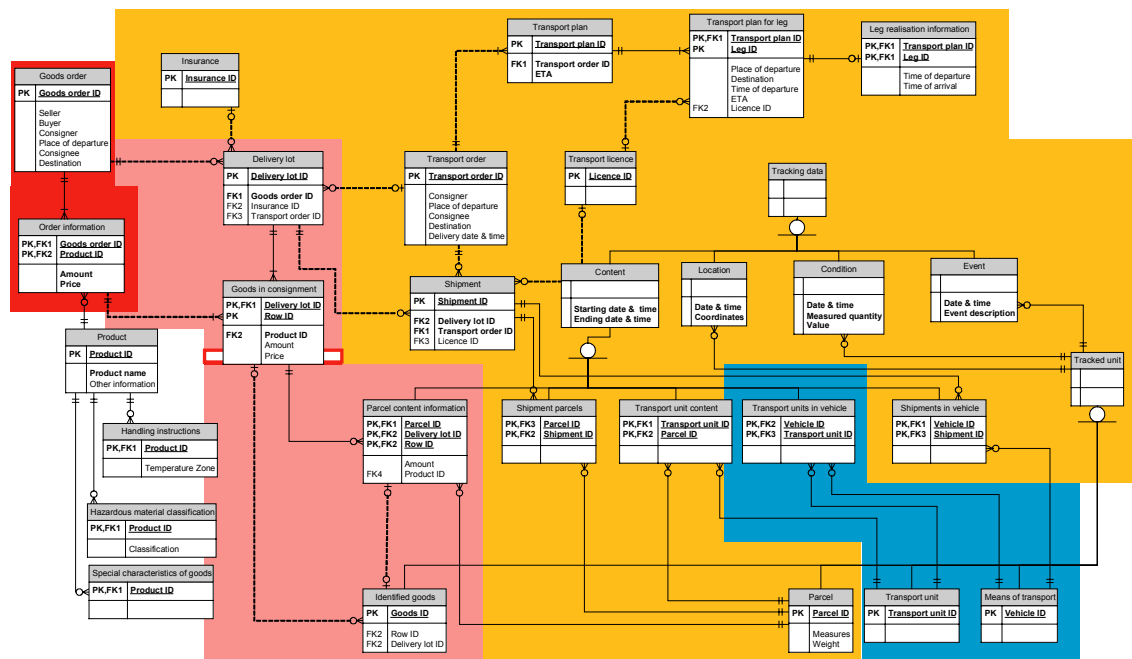 Transport plan
PK Transport plan ID
FK1 Transport order ID
ETA
Transport plan for leg
PK,FK1 Transport plan ID
PK Leg ID
Place of departure
Destination
Time of departure
ETA
FK2 Licence ID
Leg realisation information
PK,FK1 Transport plan ID
PK,FK1 Leg ID
Time of departure
Time of arrival
Insurance
PK Insurance ID
Goods order
PK Goods order ID
Seller
Buyer
Consigner
Place of departure
Consignee
Destination
Delivery lot
PK Delivery lot ID
FK1 Goods order ID
FK2 Insurance ID
FK3 Transport order ID
Transport order
PK Transport order ID
Consigner
Place of departure
Consignee
Destination
Delivery date & time
Transport licence
PK Licence ID
Tracking data
Order information
PK,FK1 Goods order ID
PK,FK2 Product ID
Amount
Price
Goods in consignment
PK,FK1 Delivery lot ID
PK Row ID
FK2 Product ID
Amount
Price
Shipment
PK Shipment ID
FK2 Delivery lot ID
FK1 Transport order ID
FK3 Licence ID
Content
Starting date & time
Ending date & time
Location
Date & time
Coordinates
Condition
Date & time
Measured quantity
Value
Event
Date & time
Event description
Tracked unit
Product
PK Product ID
Product name
Other information
Handling instructions
PK,FK1 Product ID
Temperature Zone
Parcel content information
PK,FK1 Parcel ID
PK,FK2 Delivery lot ID
PK,FK2 Row ID
Amount
FK4 Product ID
Shipment parcels
PK,FK3 Parcel ID
PK,FK2 Shipment ID
Transport unit content
PK,FK1 Transport unit ID
PK,FK2 Parcel ID
Transport units in vehicle
PK,FK2 Vehicle ID
PK,FK3 Transport unit ID
Shipments in vehicle
PK,FK1 Vehicle ID
PK,FK3 Shipment ID
Hazardous material classification
PK,FK1 Product ID
Classification
Special characteristics of goods
PK,FK1 Product ID
Identified goods
PK Goods ID
FK2 Row ID
FK2 Delivery lot ID
Parcel
PK Parcel ID
Measures
Weight
Transport unit
PK Transport unit ID
Means of transport
PK Vehicle ID